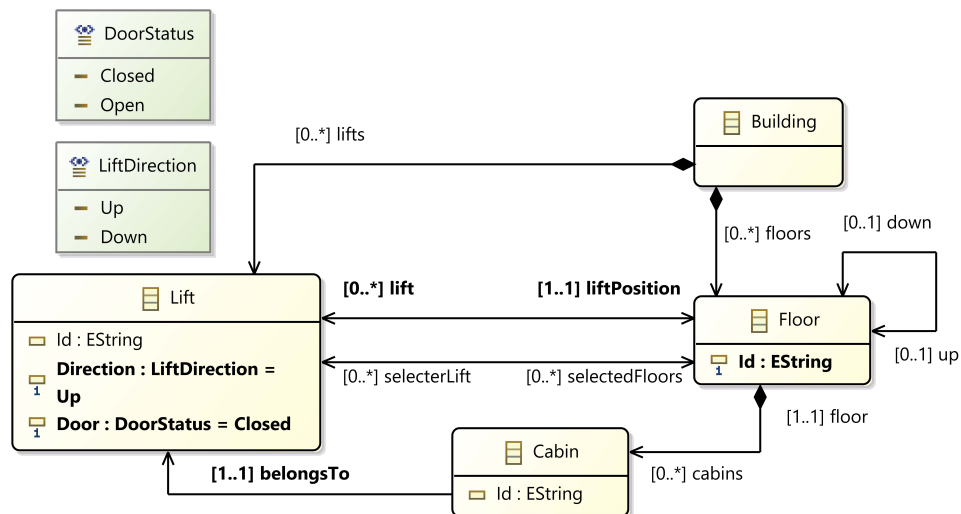 DoorStatus
Closed
Open
LiftDirection
Up
Down
Building
[0..*] lifts
[0..*] floors
[0..1] down
[0..1] up
Lift
Id : EString
Direction : LiftDirection =
Up
Door : DoorStatus = Closed
[0..*] lift
[1..1] liftPosition
[0..*] selecterLift
[0..*] selectedFloors
Floor
1 Id : EString
[1..1] floor
[0..*] cabins
Cabin
Id : EString
[1..1] belongsTo